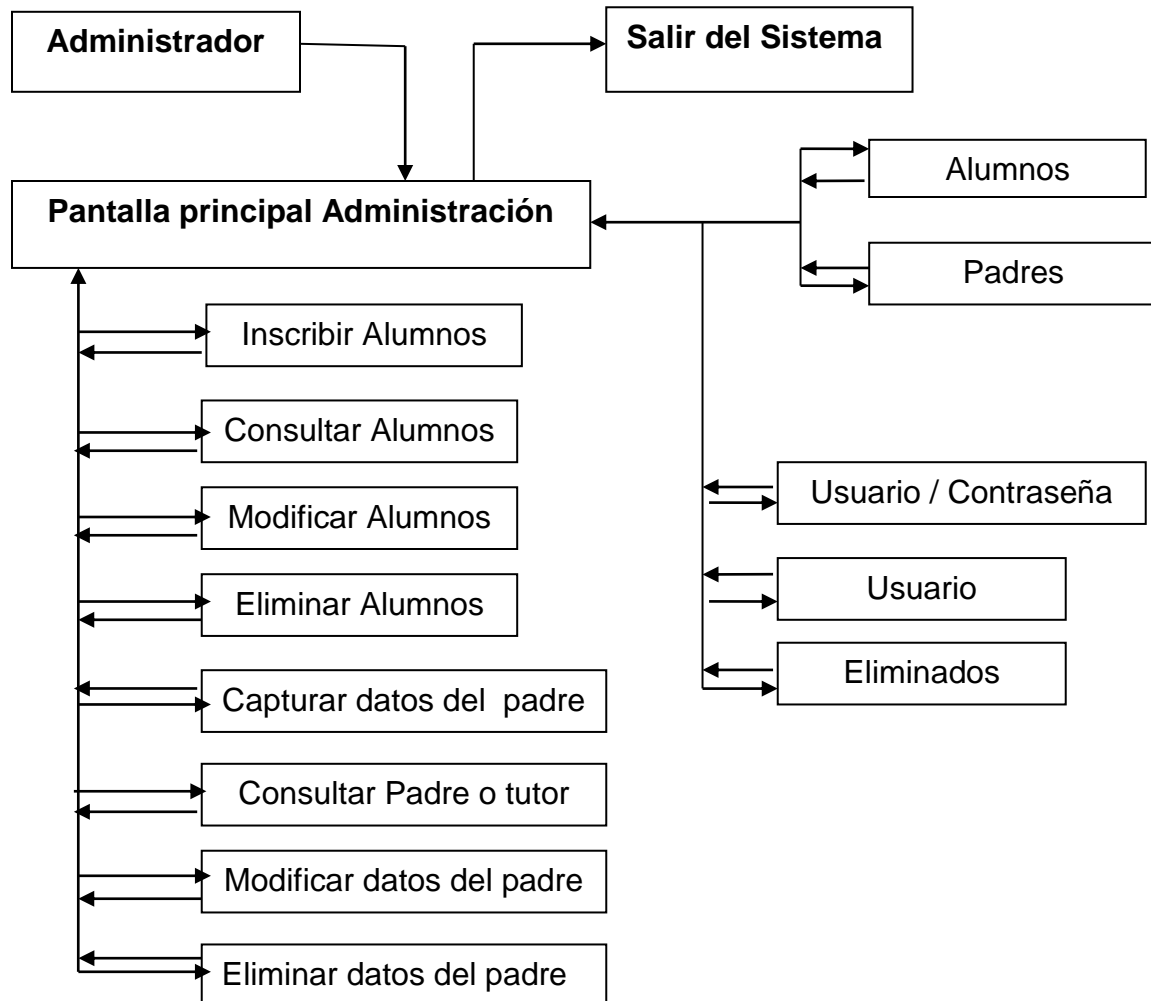 Administrador
Salir del Sistema
Pantalla principal Administración
Alumnos
Padres
Inscribir Alumnos
Consultar Alumnos
Modificar Alumnos
Eliminar Alumnos
Capturar datos del  padre
Consultar Padre o tutor
Modificar datos del padre
Eliminar datos del padre
Usuario / Contraseña
Usuario
Eliminados